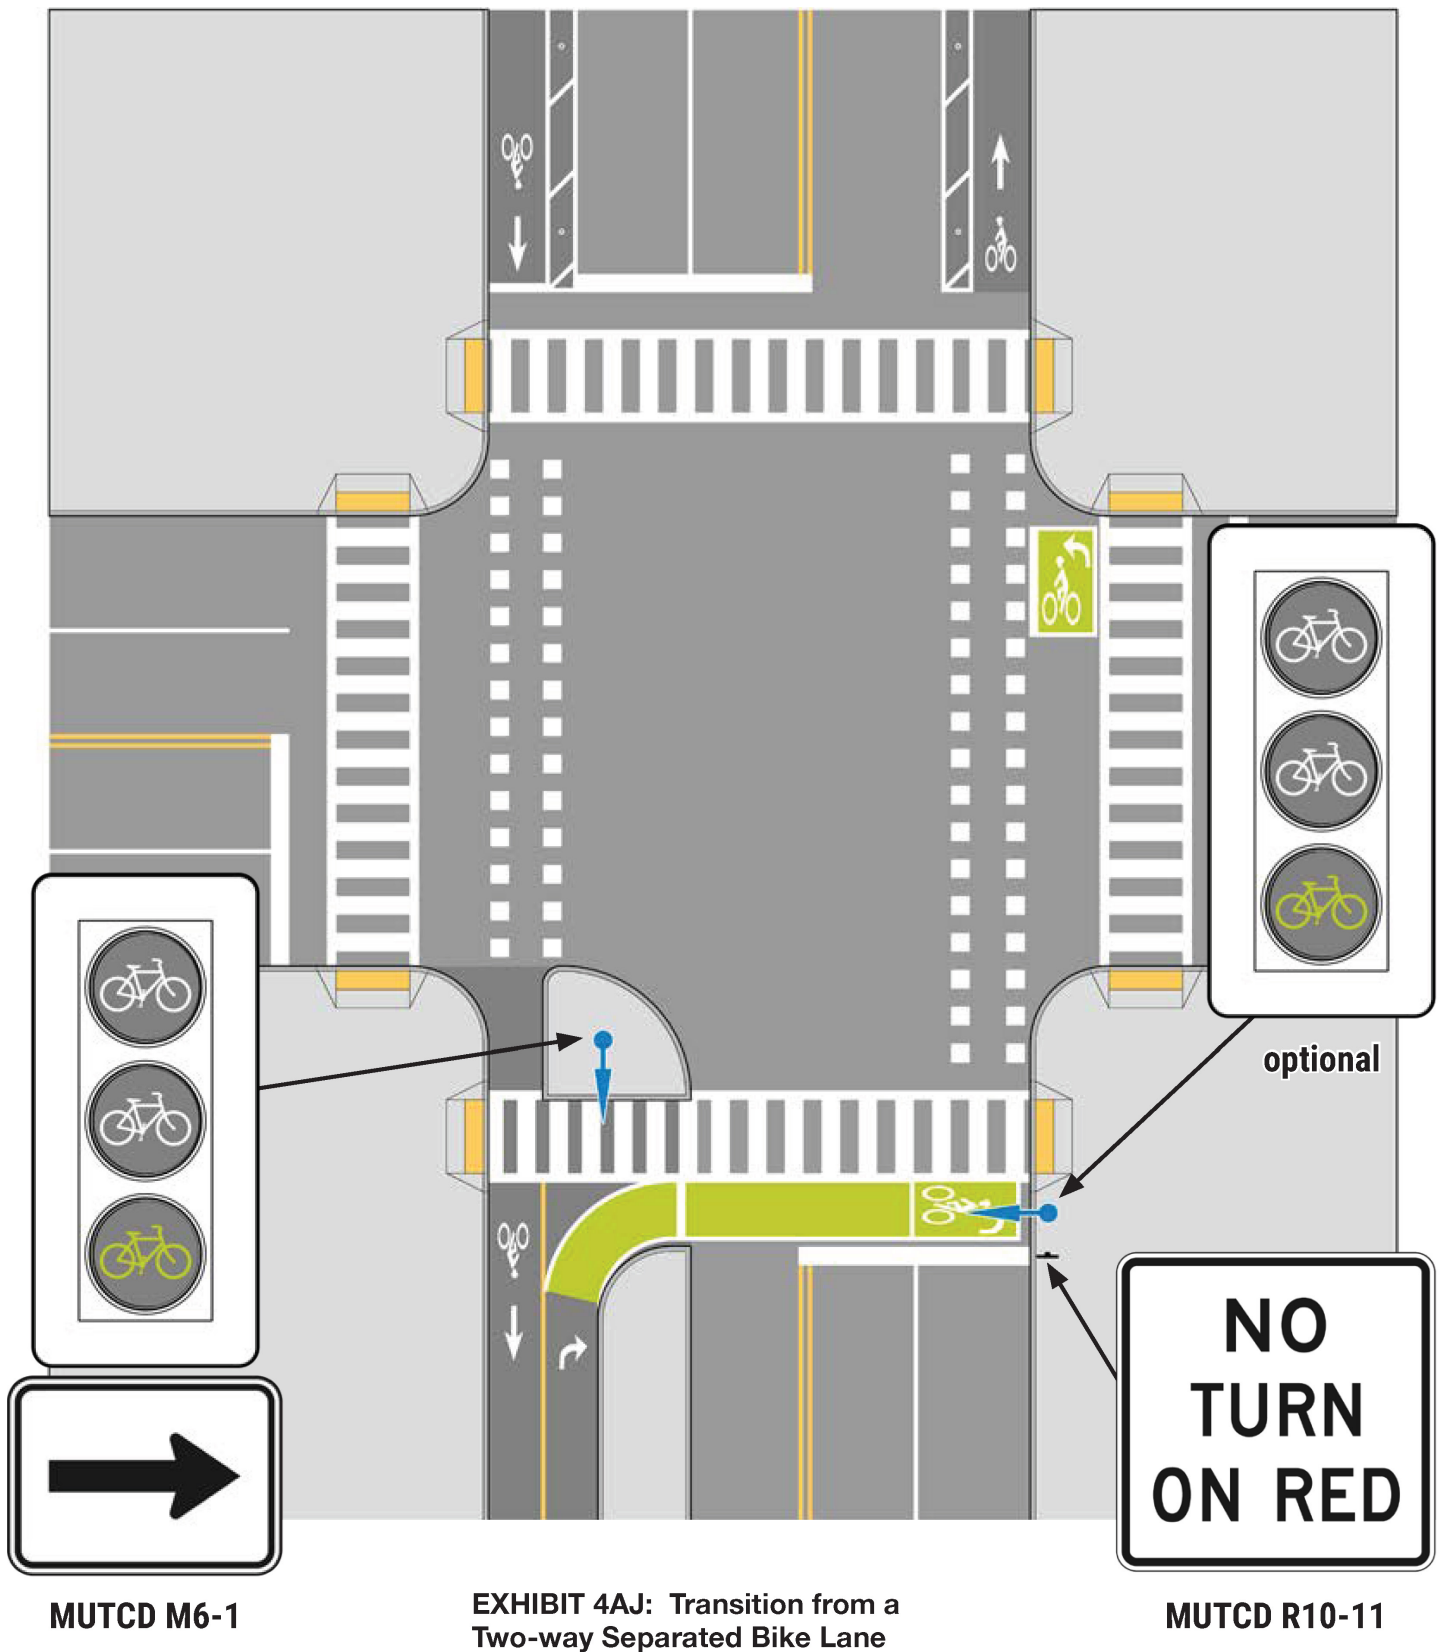 optional
NO
TURN
ON RED
MUTCD M6-1
EXHIBIT 4AJ: Transition from a
Two-way Separated Bike Lane
MUTCD R10-11